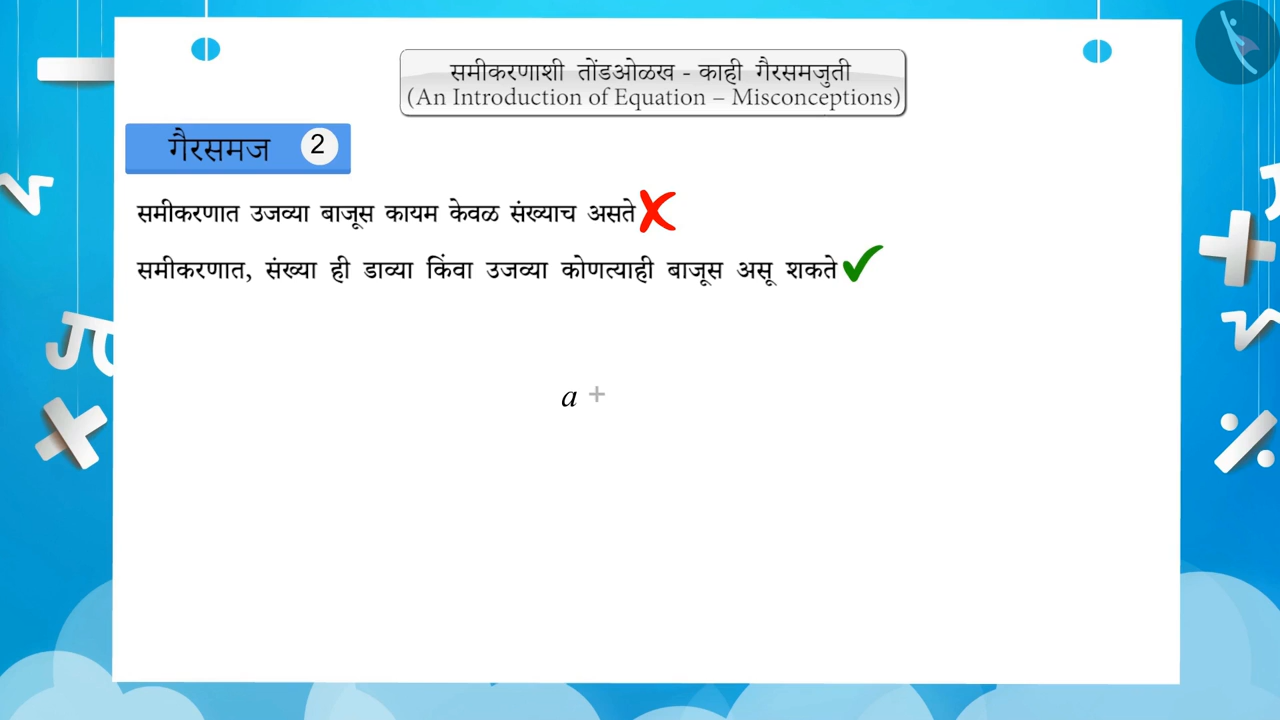 समीकरणाशी तोंडओळख - काही गैरसमजुती
(An Introduction of Equation – Misconceptions)
गैरसमज 2
समीकरणात उजव्या बाजूस कायम केवळ संख्याच असते
समीकरणात, संख्या ही डाव्या किंवा उजव्या कोणत्याही बाजूस असू शकते
a +